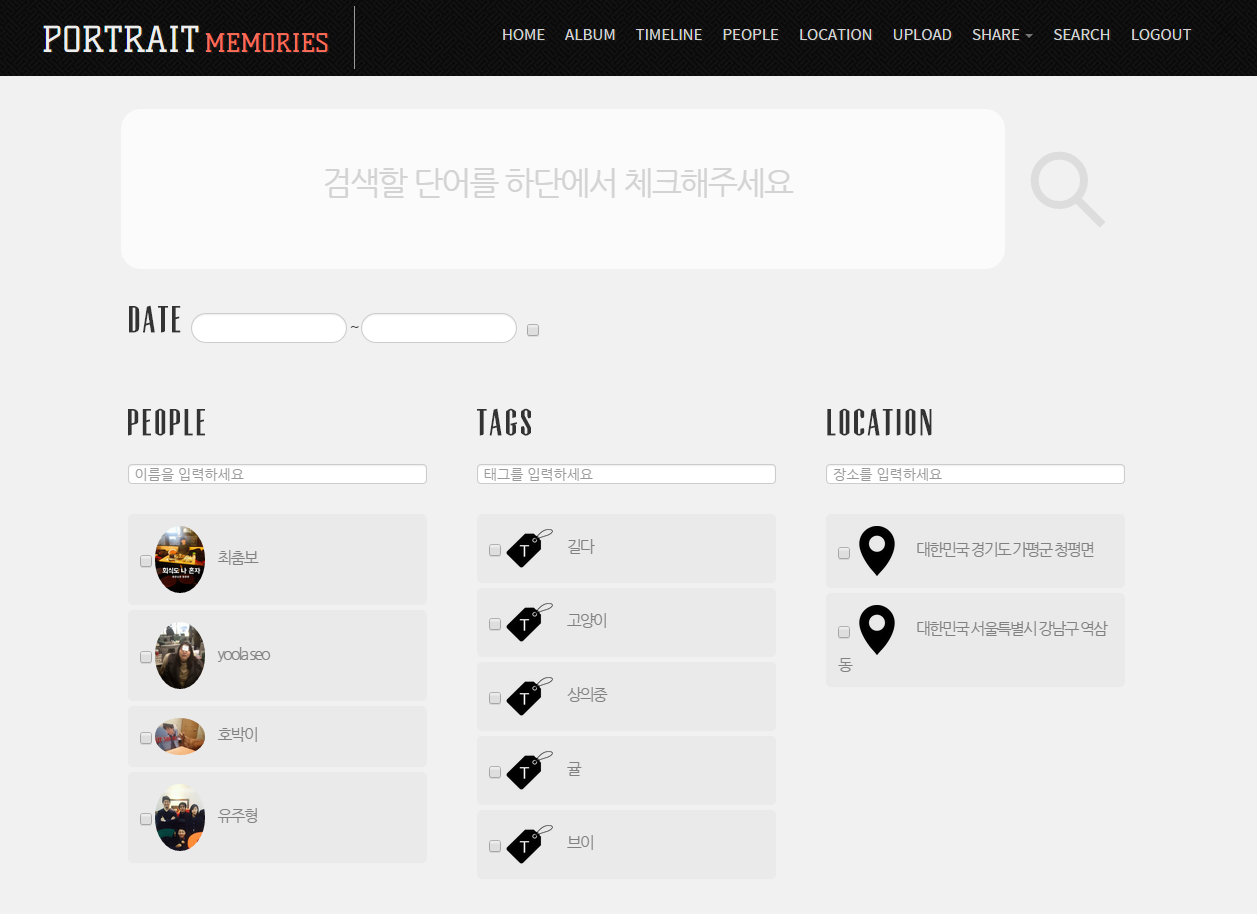 PORTRAIT MEMORIES
HOME ALBUM TIMELINE PEOPLE LOCATION UPLOAD SHARE SEARCH LOGOUT
검색할 단어를 하단에서 체크해주세요
DATE ~
PEOPLE
이름을 입력하세요
회식도 나 혼자
최춤보
yoola seo
호박이
유주형
TAGS
태그를 입력하세요
T 길다
T 고양이
T 상의중
T 귤
T 브이
LOCATION
장소를 입력하세요
대한민국 경기도 가평군 청평면
대한민국 서울특별시 강남구 역삼
동